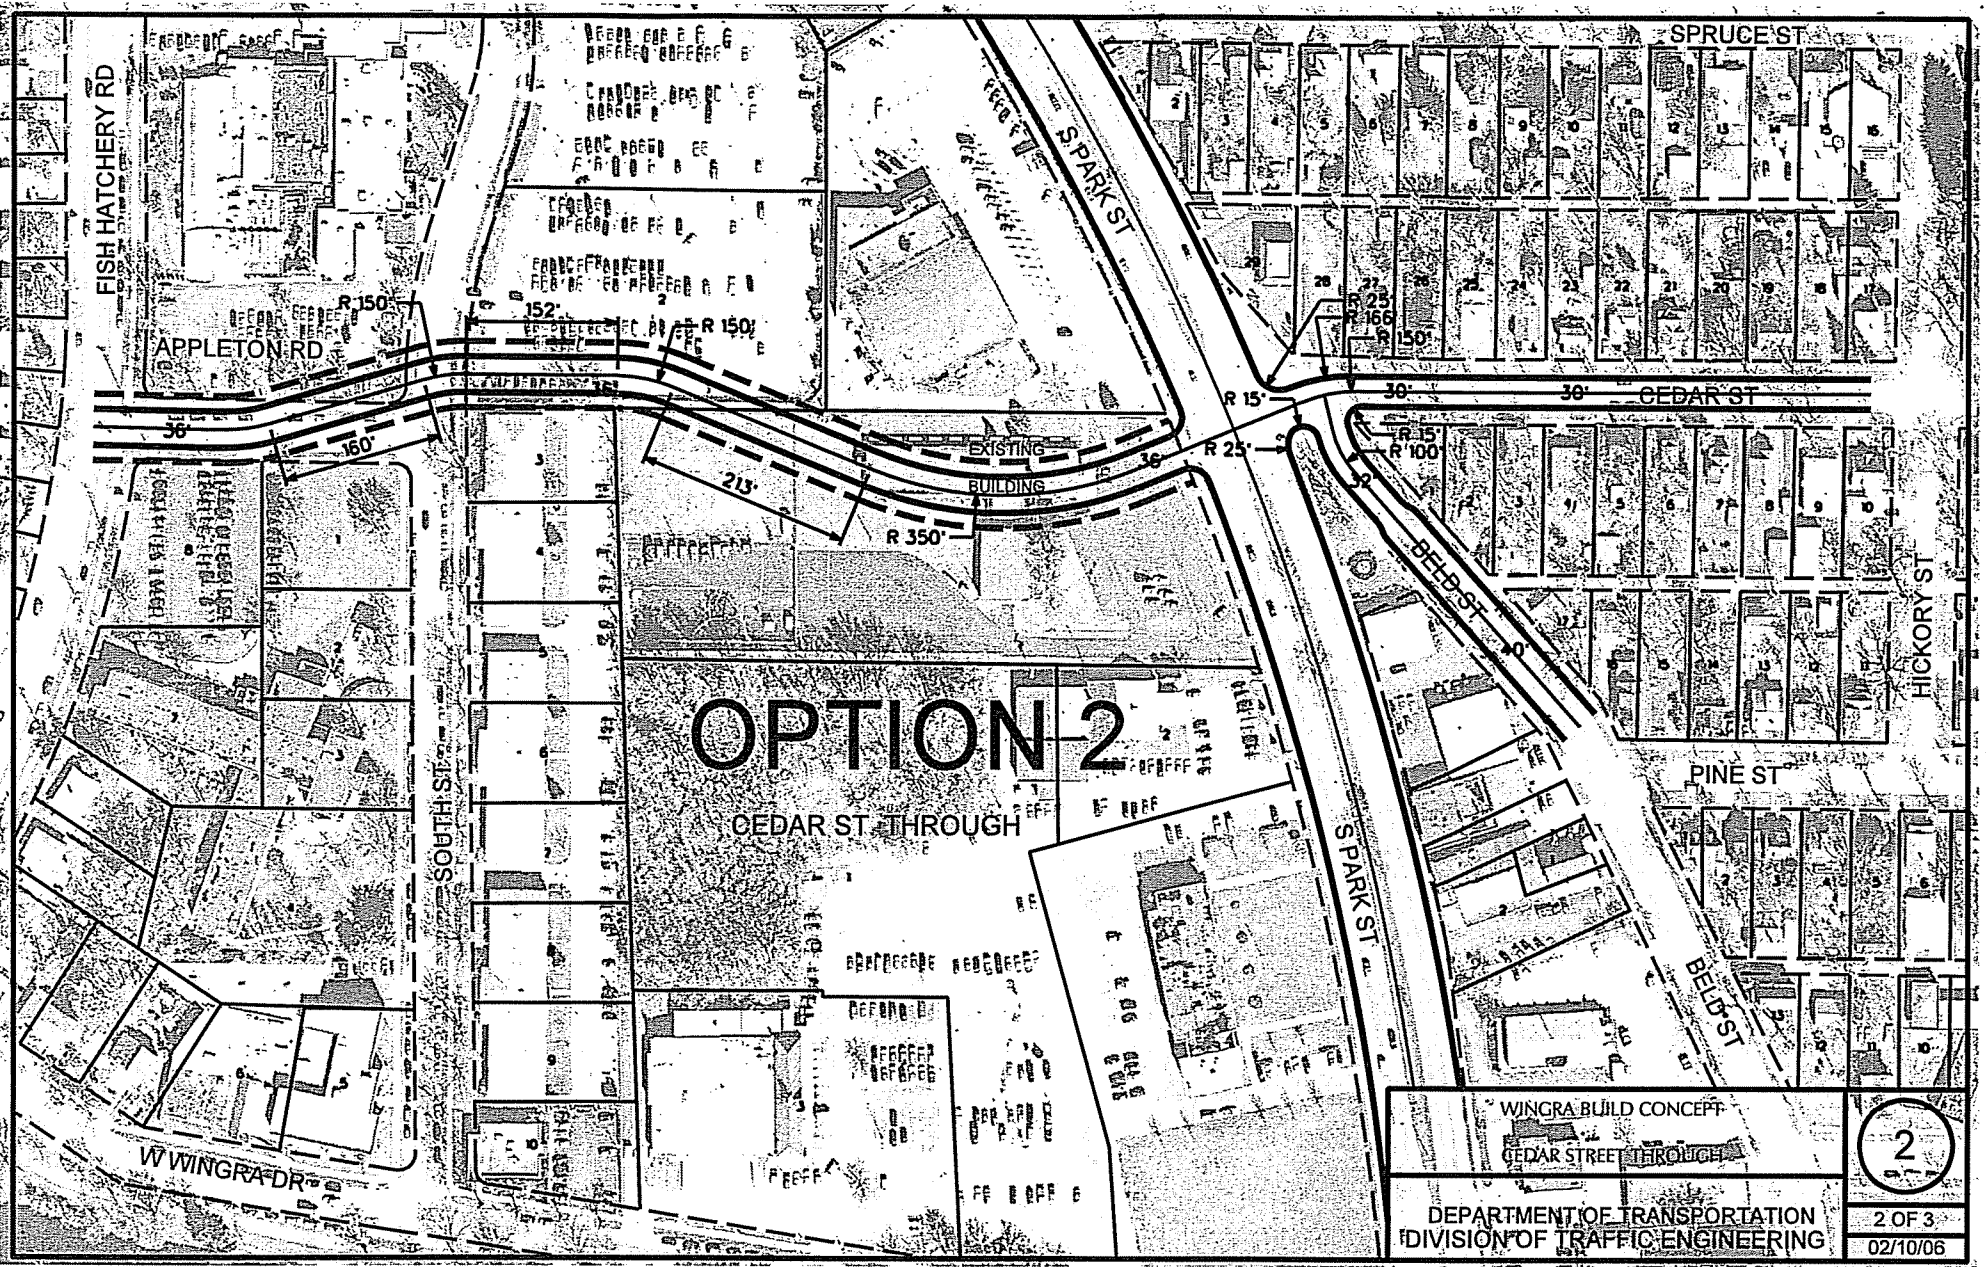 SPRUCE ST
FISH HATCHERY RD
S PARK ST
R 150'
152'
R 150'
R 25'
R 166'
R 150'
APPLETON RD
36'
30'
30'
CEDAR ST
R 15'
36'
160'
EXISTING
BUILDING
36'
R 25'
R 15'
R 100'
32'
213'
R 350'
BELD ST
40'
HICKORY ST
OPTION 2
CEDAR ST. THROUGH
SOUTH ST
PINE ST
S PARK ST
BELD ST
W WINGRA DR
WINGRA BUILD CONCEPT
CEDAR STREET THROUGH
2
DEPARTMENT OF TRANSPORTATION
DIVISION OF TRAFFIC ENGINEERING
2 OF 3
02/10/06